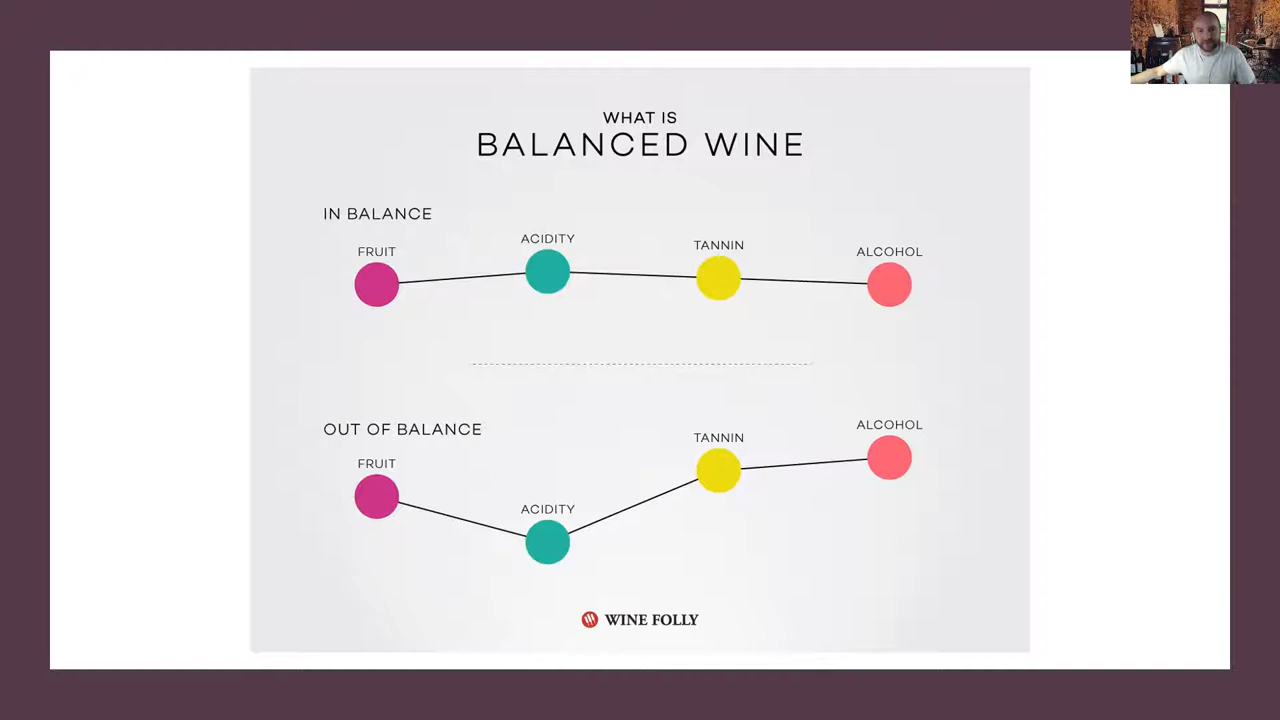 WHAT IS
BALANCED WINE
IN BALANCE
FRUIT
ACIDITY
TANNIN
ALCOHOL
OUT OF BALANCE
FRUIT
ACIDITY
TANNIN
ALCOHOL
WINE FOLLY